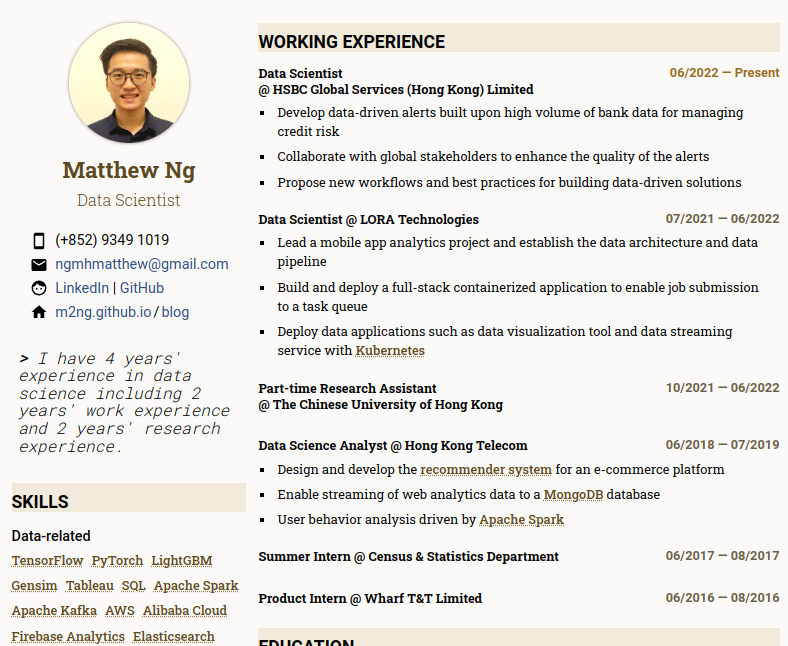 Matthew Ng
Data Scientist
(+852) 9349 1019
ngmhmatthew@gmail.com
LinkedIn | GitHub
m2ng.github.io / blog
> I have 4 years'
experience in data
science including 2
years' work experience
and 2 years' research
experience.
SKILLS
Data-related
TensorFlow PyTorch LightGBM
Gensim Tableau SQL Apache Spark
Apache Kafka AWS Alibaba Cloud
Firebase Analytics Elasticsearch
WORKING EXPERIENCE
Data Scientist 06/2022 — Present
@ HSBC Global Services (Hong Kong) Limited
▪ Develop data-driven alerts built upon high volume of bank data for managing
credit risk
▪ Collaborate with global stakeholders to enhance the quality of the alerts
▪ Propose new workflows and best practices for building data-driven solutions
Data Scientist @ LORA Technologies 07/2021 — 06/2022
▪ Lead a mobile app analytics project and establish the data architecture and data
pipeline
▪ Build and deploy a full-stack containerized application to enable job submission
to a task queue
▪ Deploy data applications such as data visualization tool and data streaming
service with Kubernetes
Part-time Research Assistant 10/2021 — 06/2022
@ The Chinese University of Hong Kong
Data Science Analyst @ Hong Kong Telecom 06/2018 — 07/2019
▪ Design and develop the recommender system for an e-commerce platform
▪ Enable streaming of web analytics data to a MongoDB database
▪ User behavior analysis driven by Apache Spark
Summer Intern @ Census & Statistics Department 06/2017 — 08/2017
Product Intern @ Wharf T&T Limited 06/2016 — 08/2016
EDUCATION